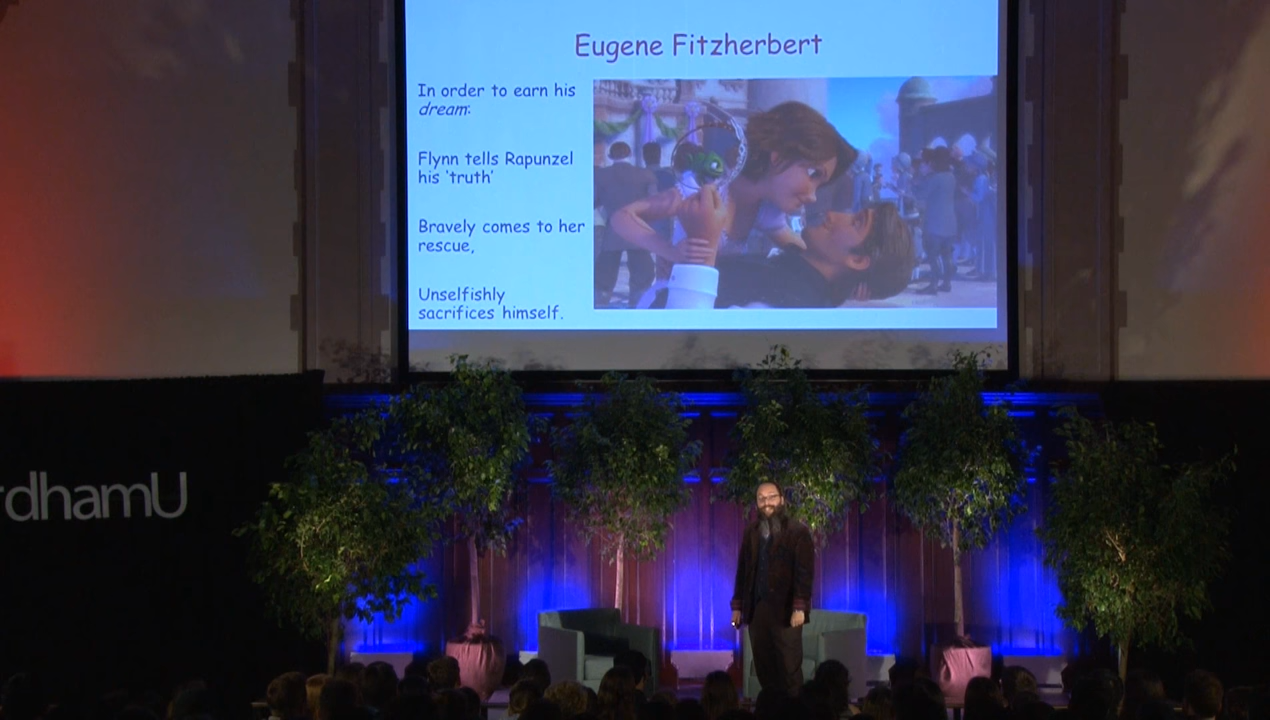 Eugene Fitzherbert
In order to earn his
dream:
Flynn tells Rapunzel
his ‘truth’
Bravely comes to her
rescue,
Unselfishly
sacrifices himself.
rdhamU